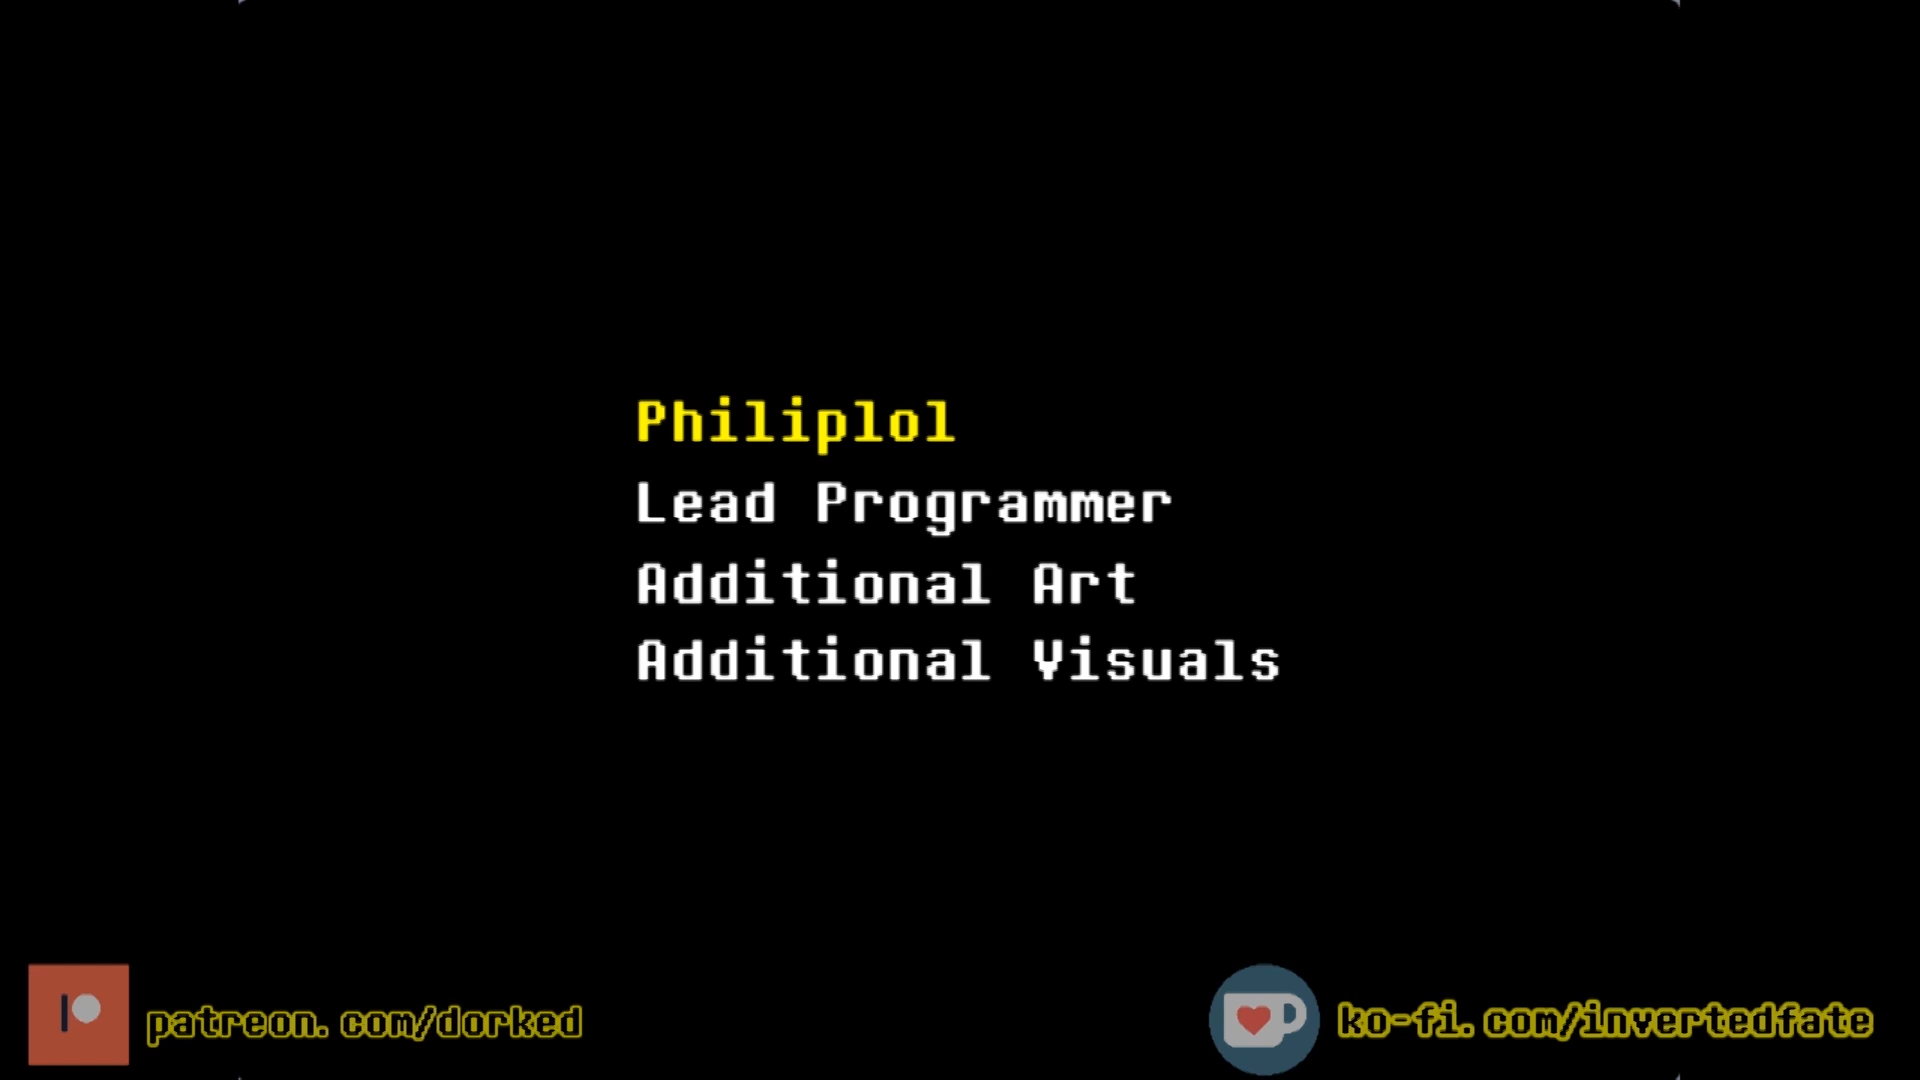 Philiplol
Lead Programmer
Additional Art
Additional Visuals
patreon.com/dorked
ko-fi.com/invertedfate